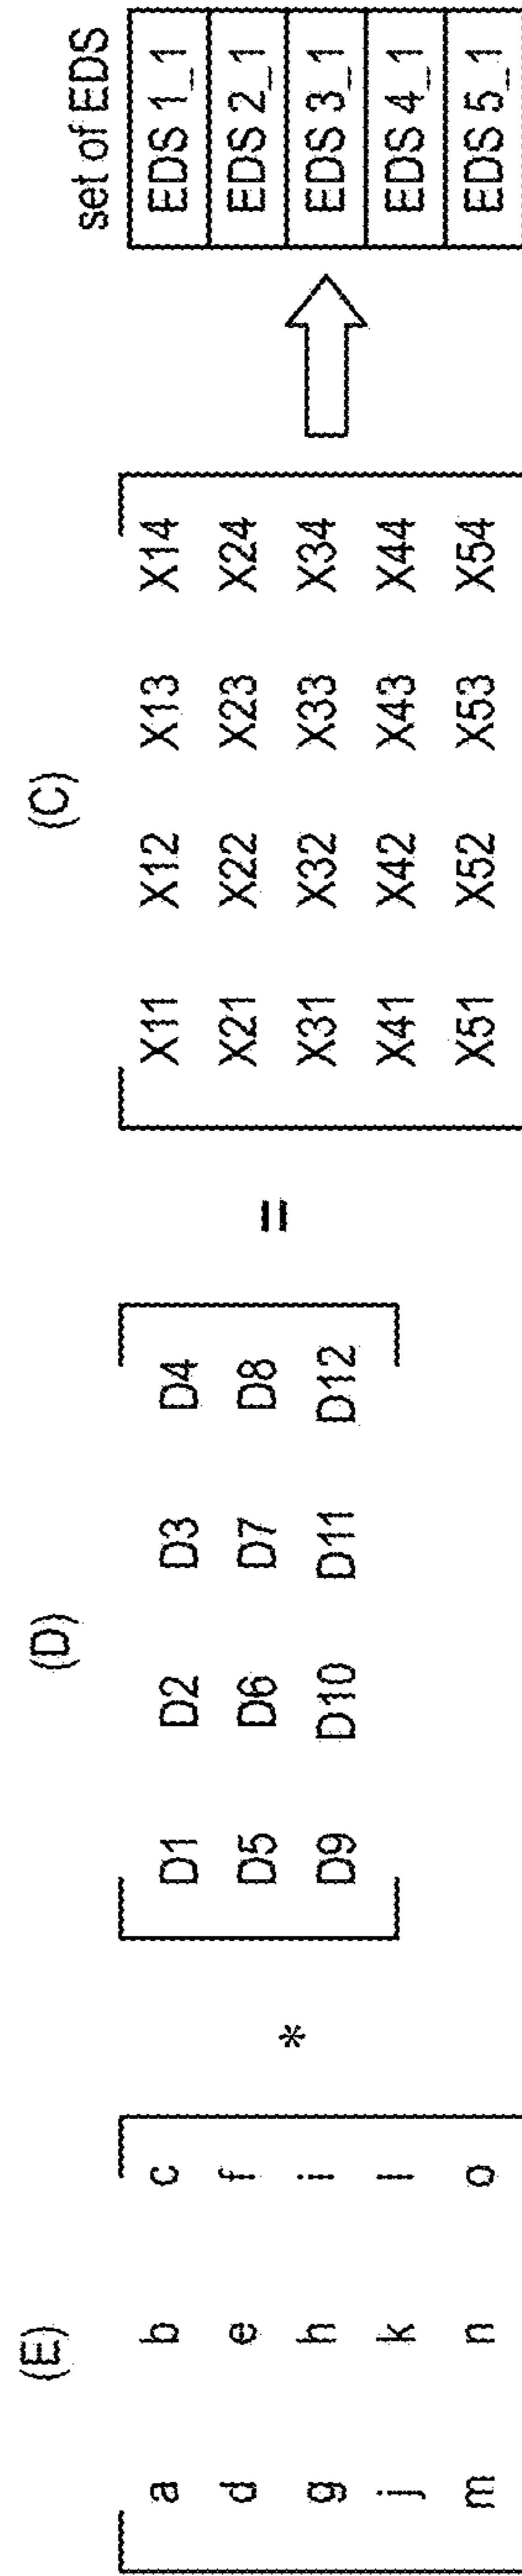 (E) (D) (C) set of EDS
a b c D1 D2 D3 D4 X11 X12 X13 X14 EDS 1_1
d e f D5 D6 D7 D8 X21 X22 X23 X24 EDS 2_1
g h i * D9 D10 D11 D12 = X31 X32 X33 X34 EDS 3_1
j k l X41 X42 X43 X44 EDS 4_1
m n o X51 X52 X53 X54 EDS 5_1